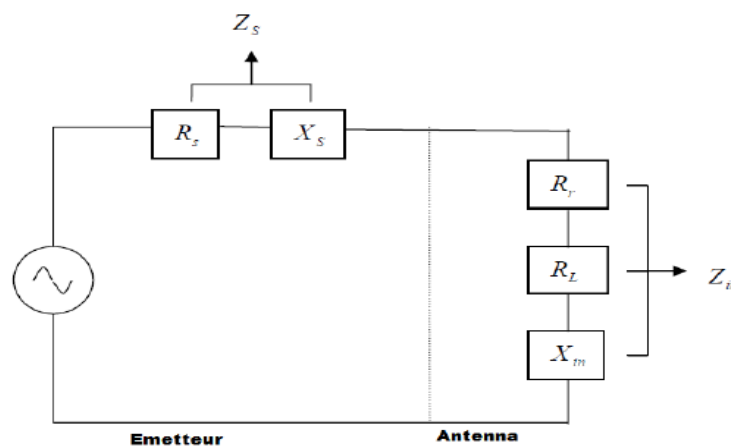 Z_S
R_s
X_S
R_r
R_L
Z_i
X_in
Emetteur
Antenna